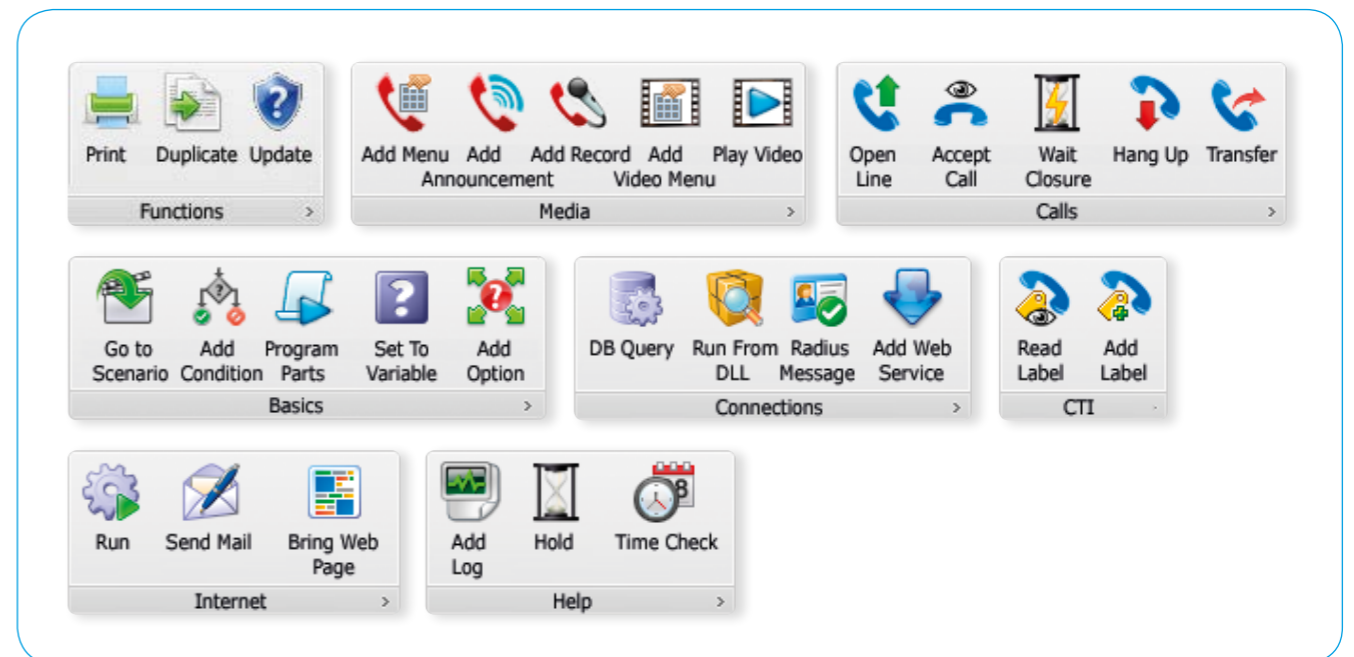 Print Duplicate Update
Functions
Add Menu Add Add Record Add Play Video
Announcement Video Menu
Media
Open Accept Wait Hang Up Transfer
Line Call Closure
Calls
Go to Add Program Set To Add
Scenario Condition Parts Variable Option
Basics
DB Query Run From Radius Add Web
DLL Message Service
Connections
Read Add
Label Label
CTI
Run Send Mail Bring Web
Page
Internet
Add Hold Time Check
Log
8
Help